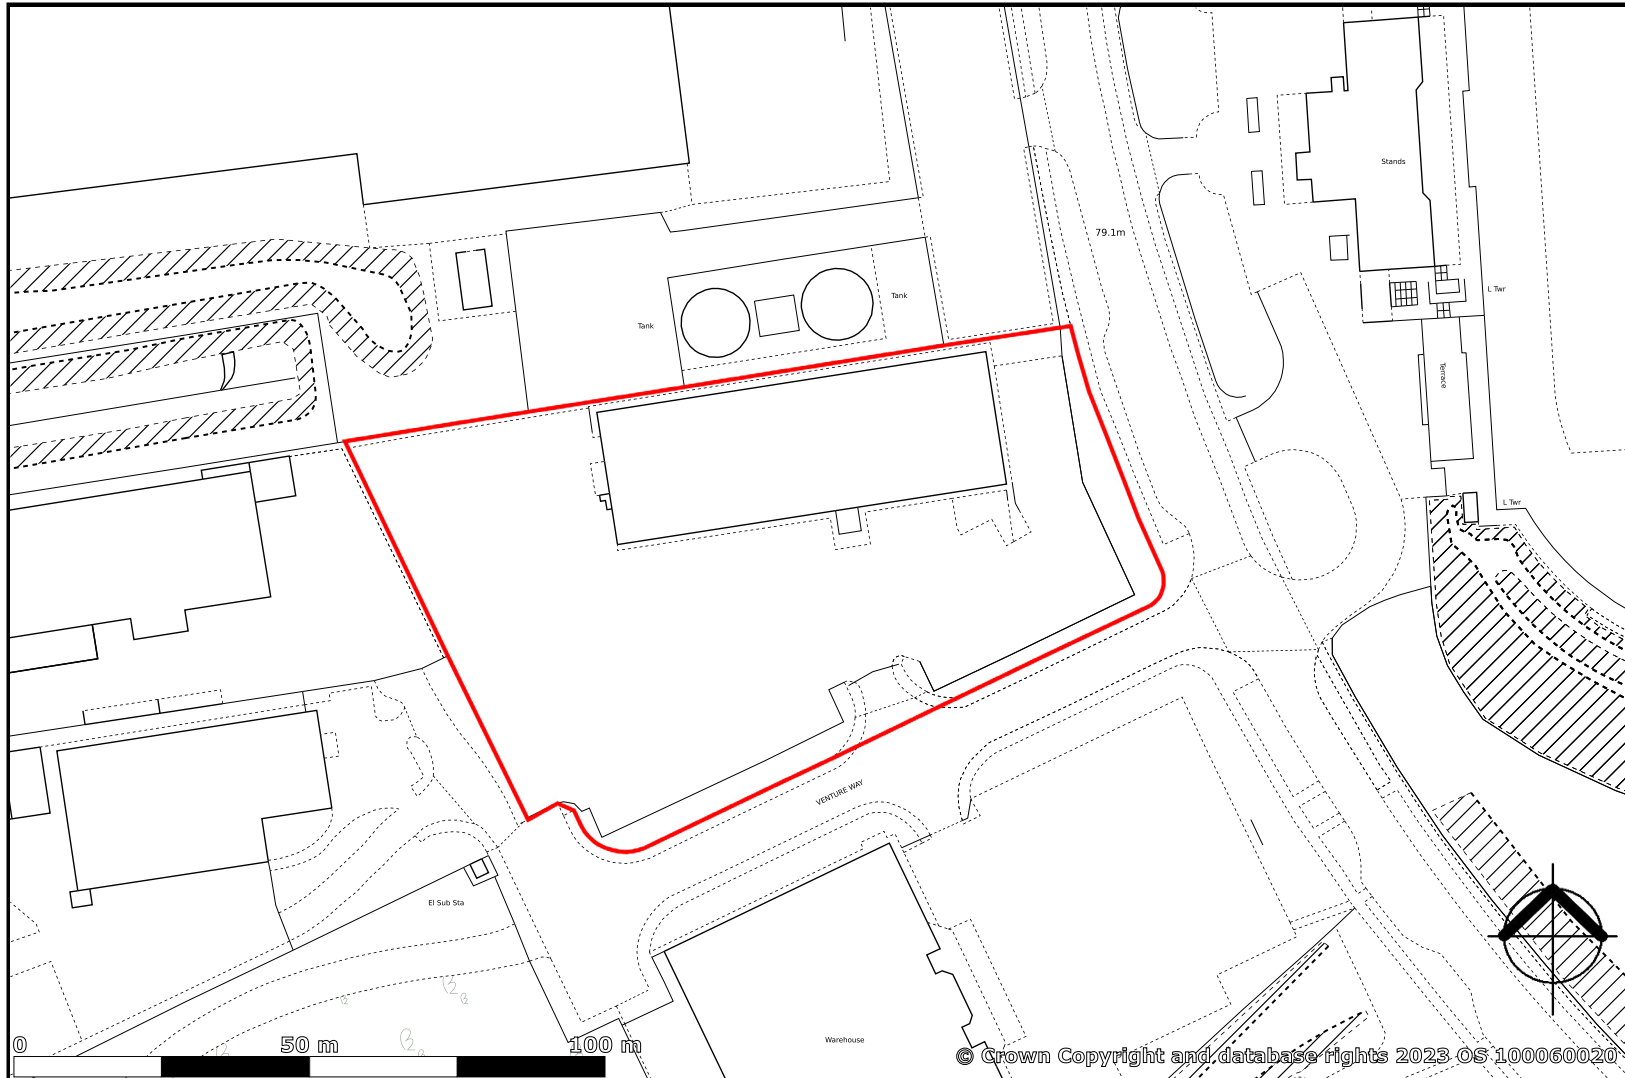 Stands
79.1m
L Twr
Tank
Tank
Terrace
L Twr
VENTURE WAY
El Sub Sta
Warehouse
0 50 m 100 m
© Crown Copyright and database rights 2023 OS 100060020